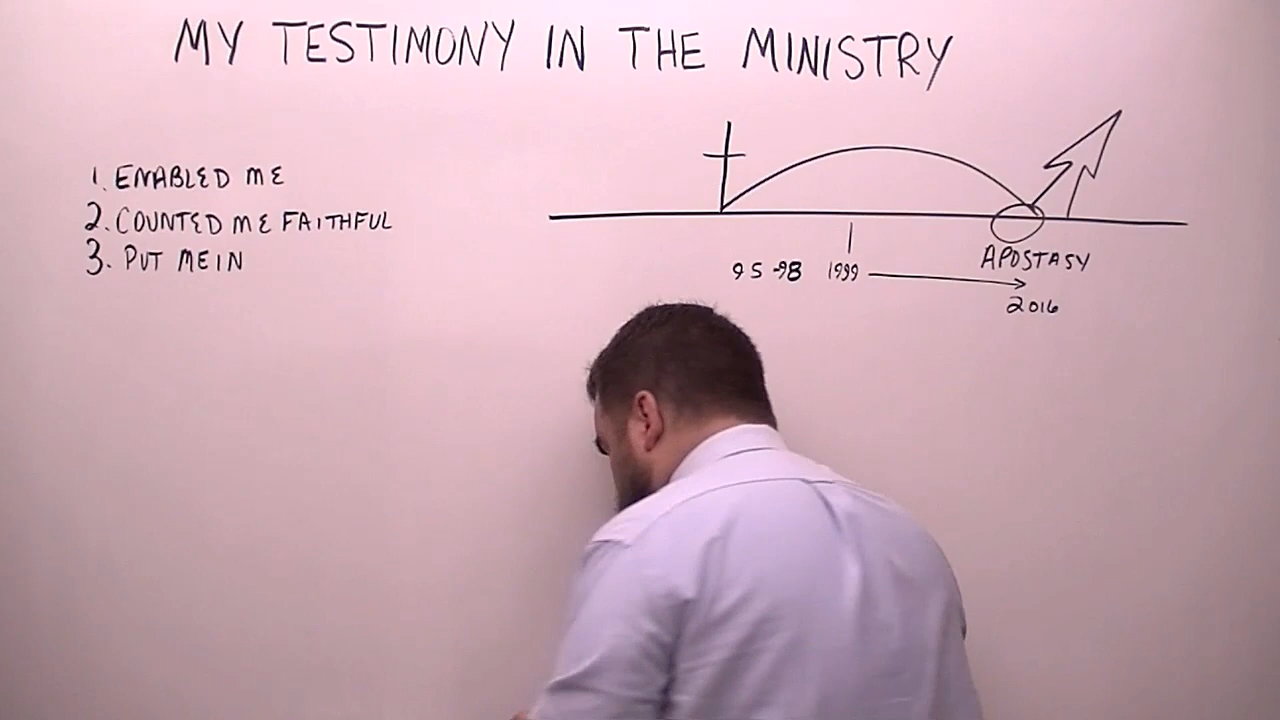 MY TESTIMONY IN THE MINISTRY
1. ENABLED ME
2. COUNTED ME FAITHFUL
3. PUT ME IN
95-98 1999
APOSTASY
2016